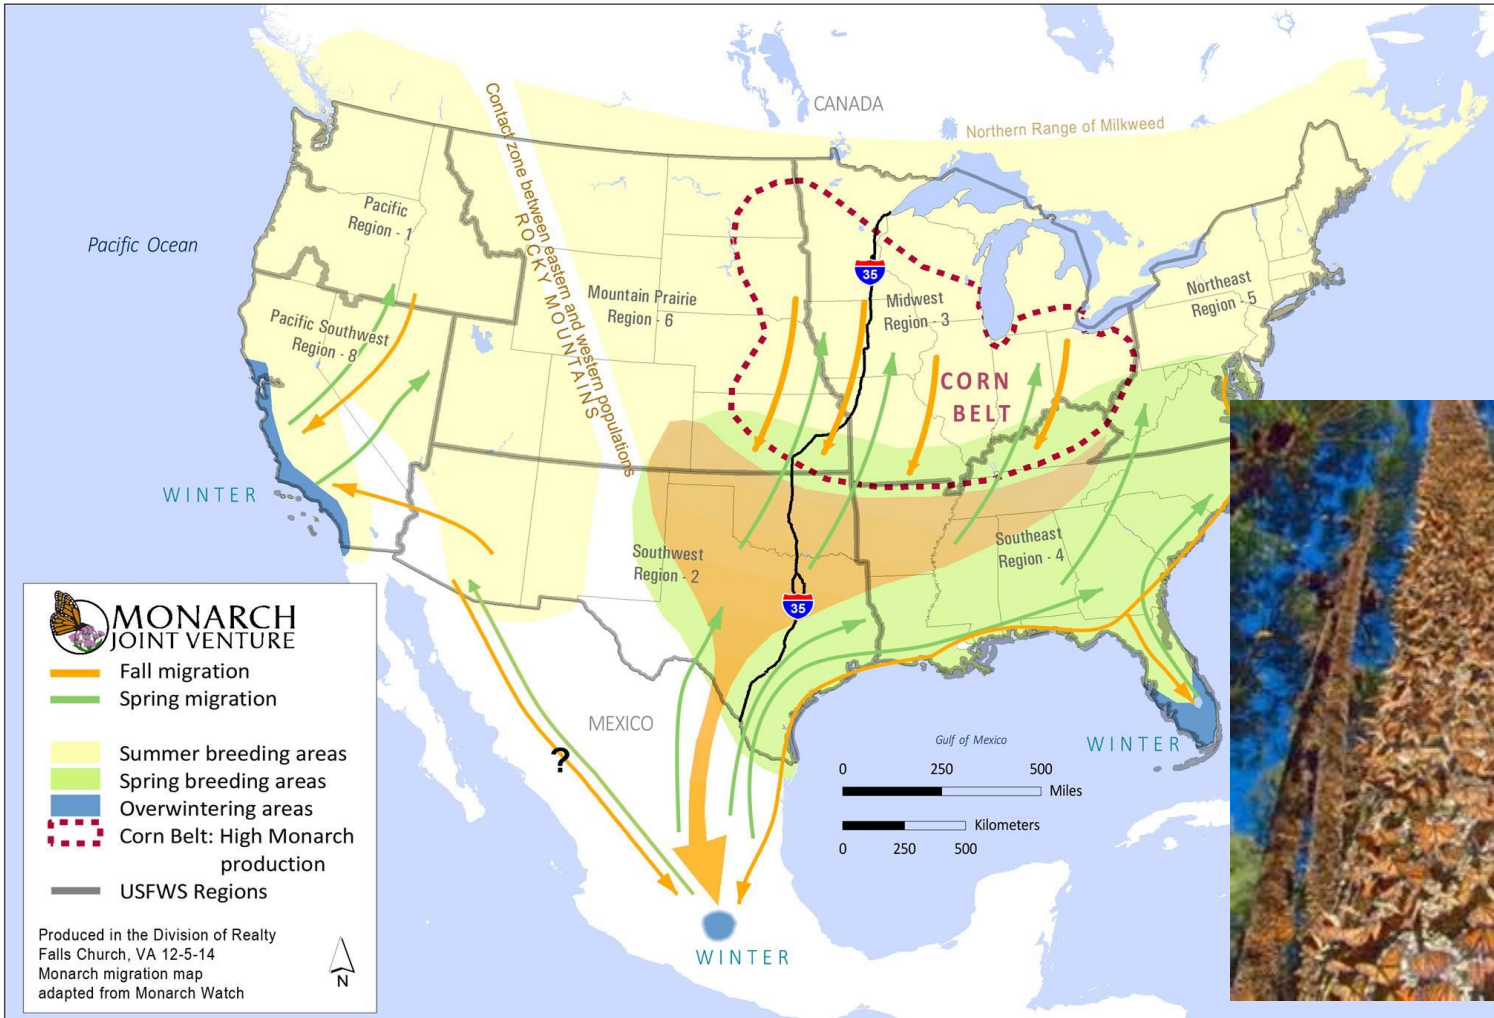 CANADA
Northern Range of Milkweed
Contact zone between eastern and western populations
ROCKY MOUNTAINS
Pacific
Region - 1
Pacific Ocean
35
Mountain Prairie
Region - 6
Midwest
Region - 3
Northeast
Region - 5
Pacific Southwest
Region - 8
CORN
BELT
WINTER
Southwest
Region - 2
Southeast
Region - 4
35
MONARCH
JOINT VENTURE
Fall migration
Spring migration
Summer breeding areas
Spring breeding areas
Overwintering areas
Corn Belt: High Monarch
production
USFWS Regions
Produced in the Division of Realty
Falls Church, VA 12-5-14
Monarch migration map
adapted from Monarch Watch
N
MEXICO
?
Gulf of Mexico
WINTER
0 250 500
Miles
Kilometers
0 250 500
WINTER